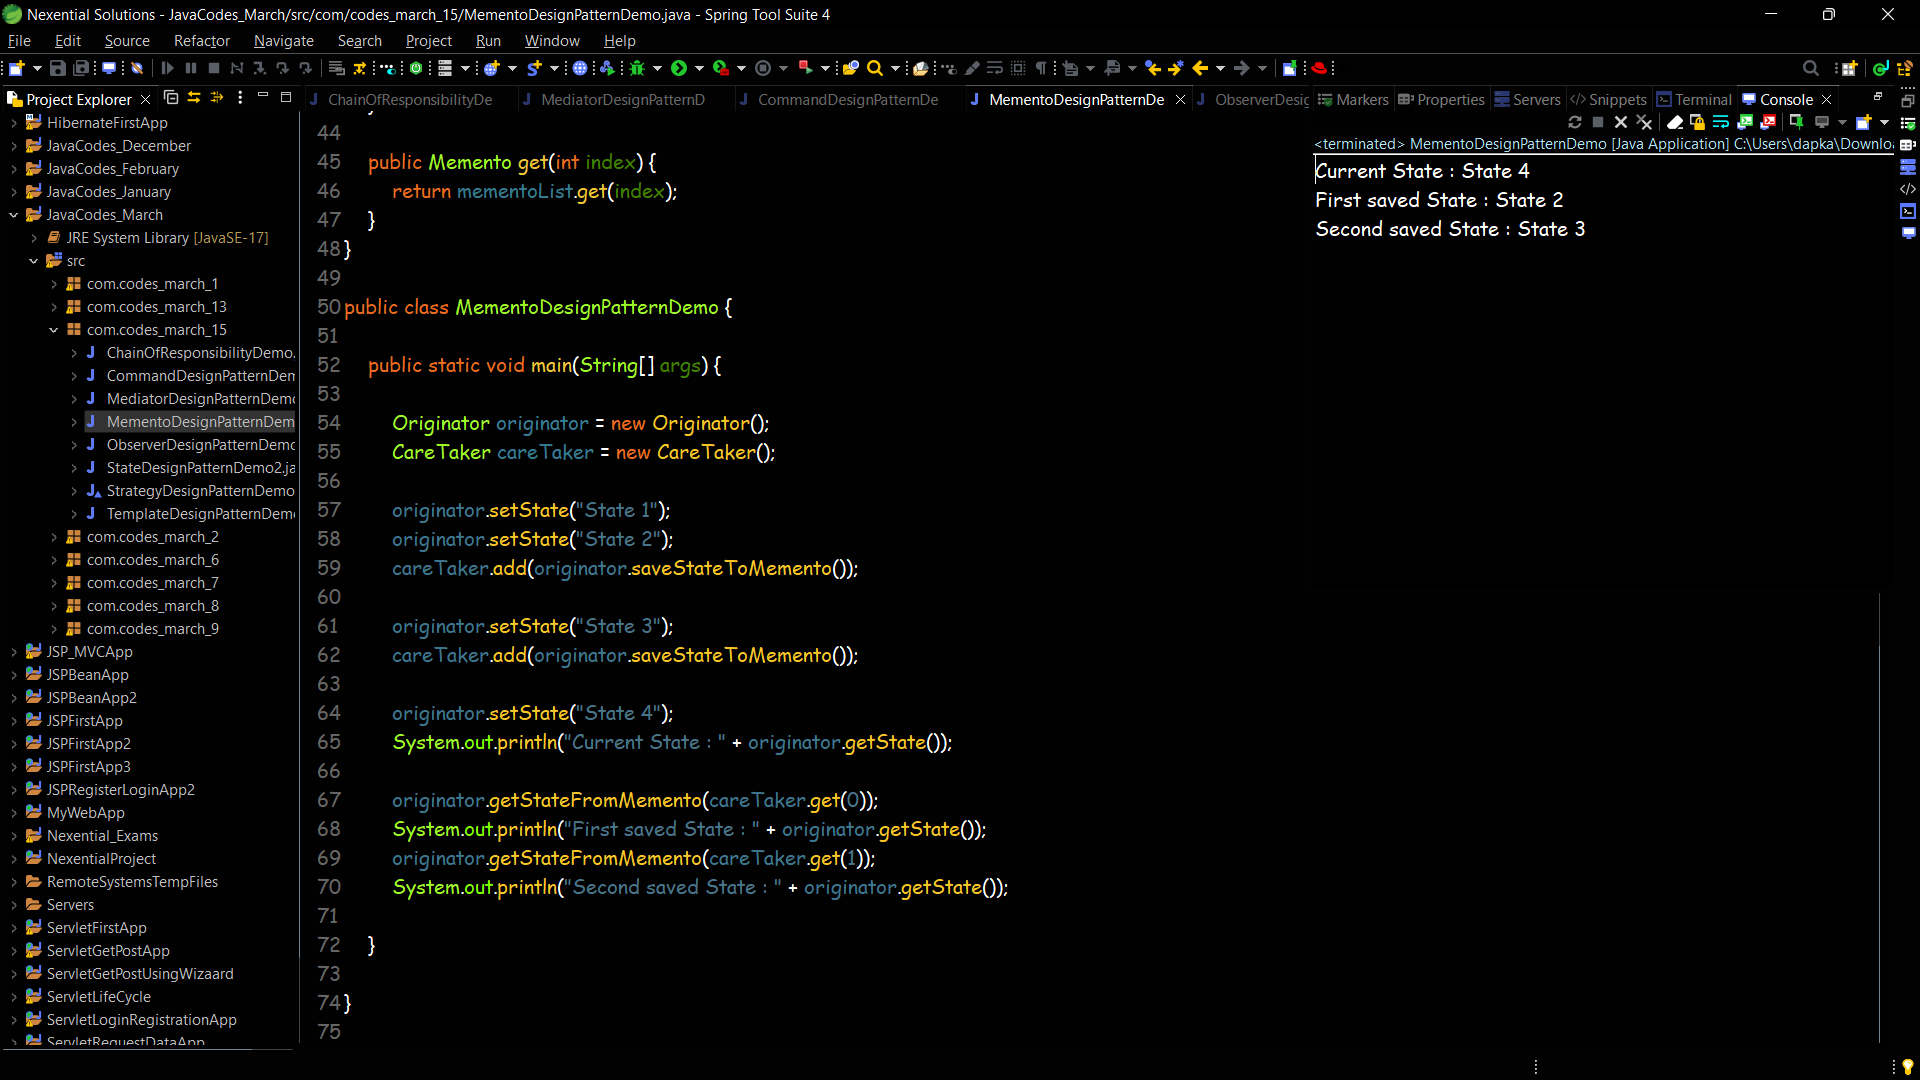 Nexential Solutions - JavaCodes_March/src/com/codes_march_15/MementoDesignPatternDemo.java - Spring Tool Suite 4
File Edit Source Refactor Navigate Search Project Run Window Help
Project Explorer
HibernateFirstApp
JavaCodes_December
JavaCodes_February
JavaCodes_January
JavaCodes_March
JRE System Library [JavaSE-17]
src
com.codes_march_1
com.codes_march_13
com.codes_march_15
ChainOfResponsibilityDemo.
CommandDesignPatternDem
MediatorDesignPatternDemo
MementoDesignPatternDem
ObserverDesignPatternDemo
StateDesignPatternDemo2.ja
StrategyDesignPatternDemo
TemplateDesignPatternDem
com.codes_march_2
com.codes_march_6
com.codes_march_7
com.codes_march_8
com.codes_march_9
JSP_MVCApp
JSPBeanApp
JSPBeanApp2
JSPFirstApp
JSPFirstApp2
JSPFirstApp3
JSPRegisterLoginApp2
MyWebApp
Nexential_Exams
NexentialProject
RemoteSystemsTempFiles
Servers
ServletFirstApp
ServletGetPostApp
ServletGetPostUsingWizaard
ServletLifeCycle
ServletLoginRegistrationApp
ServletRequestDataApp
ChainOfResponsibilityDe MediatorDesignPatternD CommandDesignPatternDe MementoDesignPatternDe ObserverDesig
44
45 public Memento get(int index) {
46 return mementoList.get(index);
47 }
48 }
49
50 public class MementoDesignPatternDemo {
51
52 public static void main(String[] args) {
53
54 Originator originator = new Originator();
55 CareTaker careTaker = new CareTaker();
56
57 originator.setState("State 1");
58 originator.setState("State 2");
59 careTaker.add(originator.saveStateToMemento());
60
61 originator.setState("State 3");
62 careTaker.add(originator.saveStateToMemento());
63
64 originator.setState("State 4");
65 System.out.println("Current State : " + originator.getState());
66
67 originator.getStateFromMemento(careTaker.get(0));
68 System.out.println("First saved State : " + originator.getState());
69 originator.getStateFromMemento(careTaker.get(1));
70 System.out.println("Second saved State : " + originator.getState());
71
72 }
73
74 }
75
Markers Properties Servers Snippets Terminal Console
<terminated> MementoDesignPatternDemo [Java Application] C:\Users\dapka\Downlo
Current State : State 4
First saved State : State 2
Second saved State : State 3